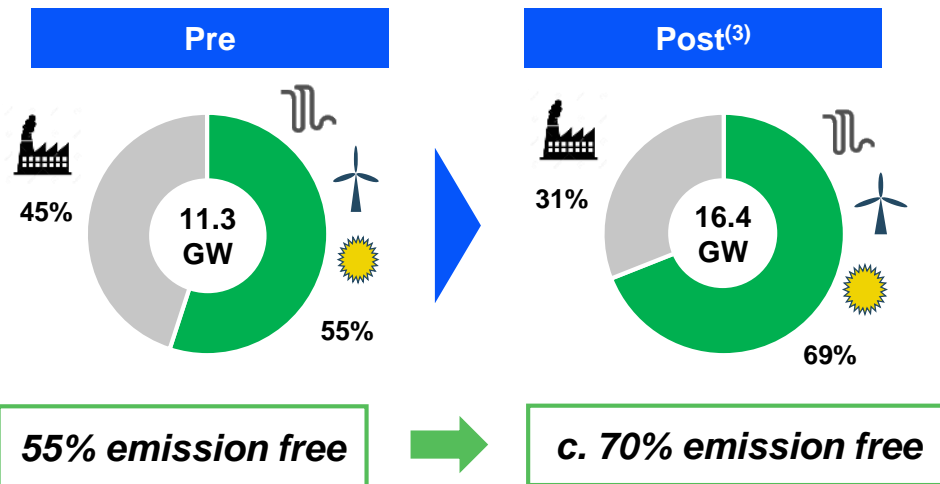 Pre
Post(3)
45%
11.3
GW
55%
31%
16.4
GW
69%
55% emission free
c. 70% emission free